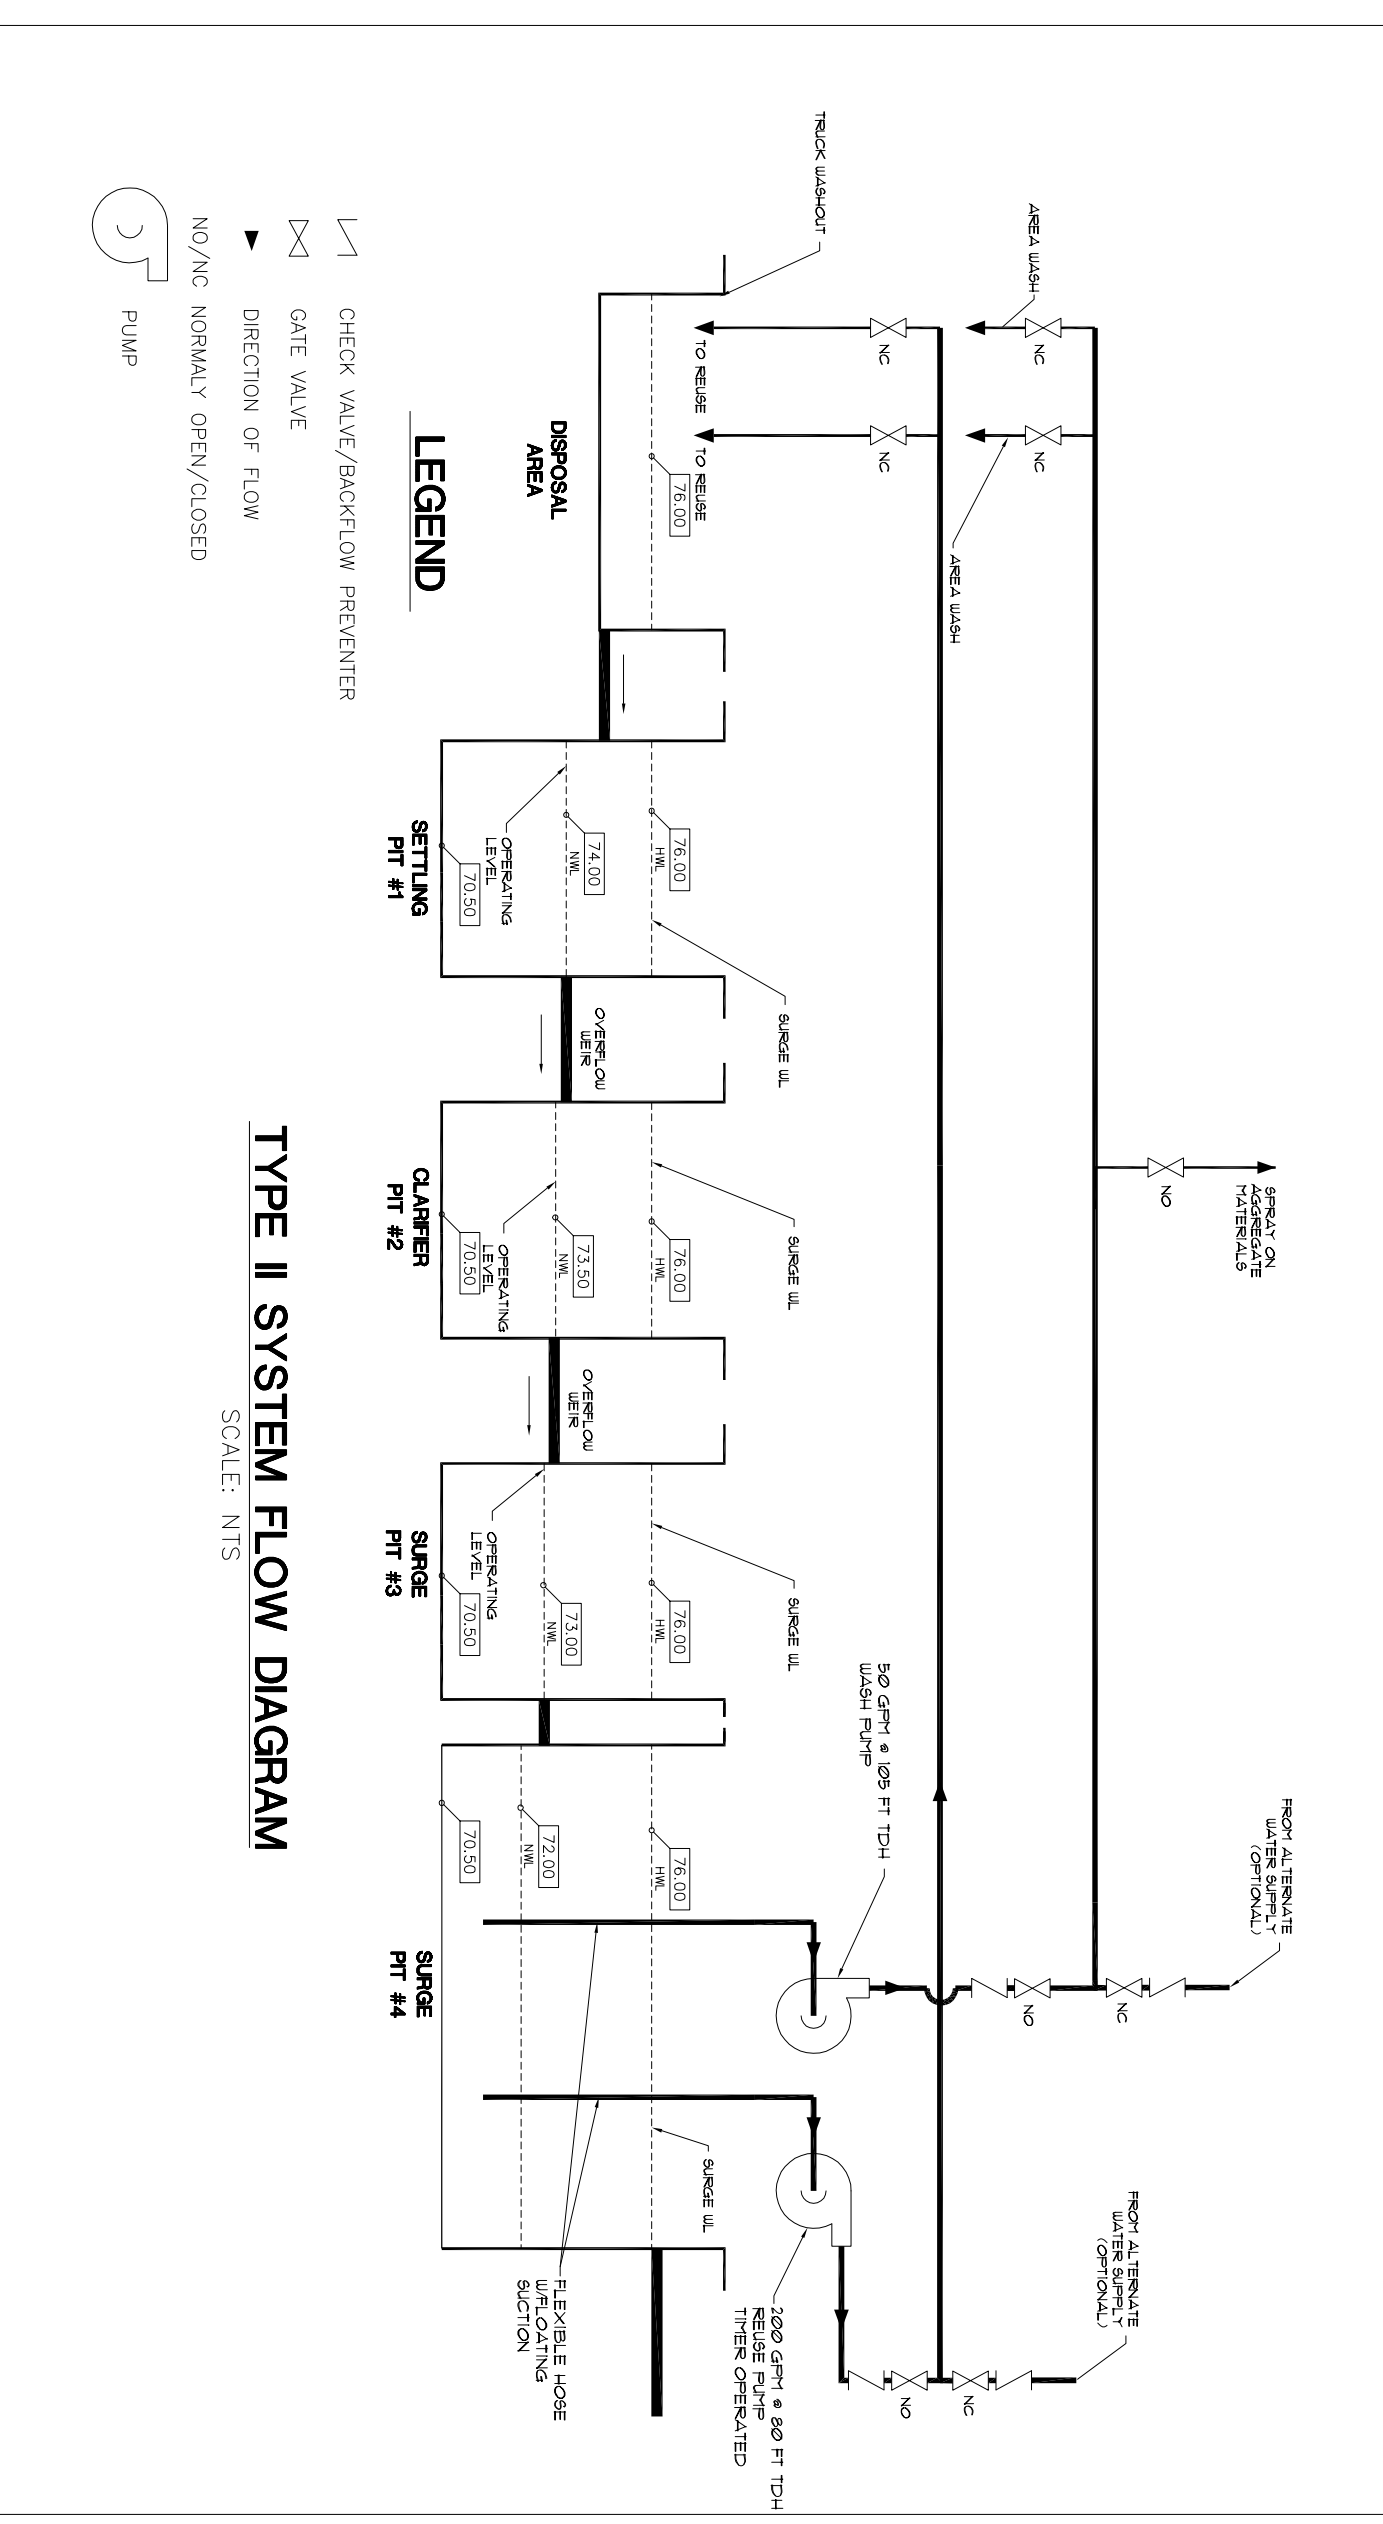 FROM ALTERNATE
WATER SUPPLY
(OPTIONAL)
SPRAY ON
AGGREGATE
MATERIALS
NO
FROM ALTERNATE
WATER SUPPLY
(OPTIONAL)
AREA WASH
NC
NC
NO
NC
AREA WASH
NC
NC
NO
NC
TRUCK WASHOUT
50 GPM @ 105 FT TDH
WASH PUMP
200 GPM @ 80 FT TDH
REUSE PUMP
TIMER OPERATED
TO REUSE
TO REUSE
SURGE WL
SURGE WL
SURGE WL
SURGE WL
76.00
76.00
HWL
76.00
HWL
76.00
HWL
76.00
HWL
OVERFLOW
WEIR
OVERFLOW
WEIR
74.00
NWL
73.50
NWL
73.00
NWL
72.00
NWL
FLEXIBLE HOSE
W/FLOATING
SUCTION
OPERATING
LEVEL
OPERATING
LEVEL
OPERATING
LEVEL
70.50
70.50
70.50
70.50
DISPOSAL
AREA
SETTLING
PIT #1
CLARIFIER
PIT #2
SURGE
PIT #3
SURGE
PIT #4
LEGEND
CHECK VALVE/BACKFLOW PREVENTER
GATE VALVE
DIRECTION OF FLOW
NO/NC NORMALY OPEN/CLOSED
PUMP
TYPE II SYSTEM FLOW DIAGRAM
SCALE: NTS